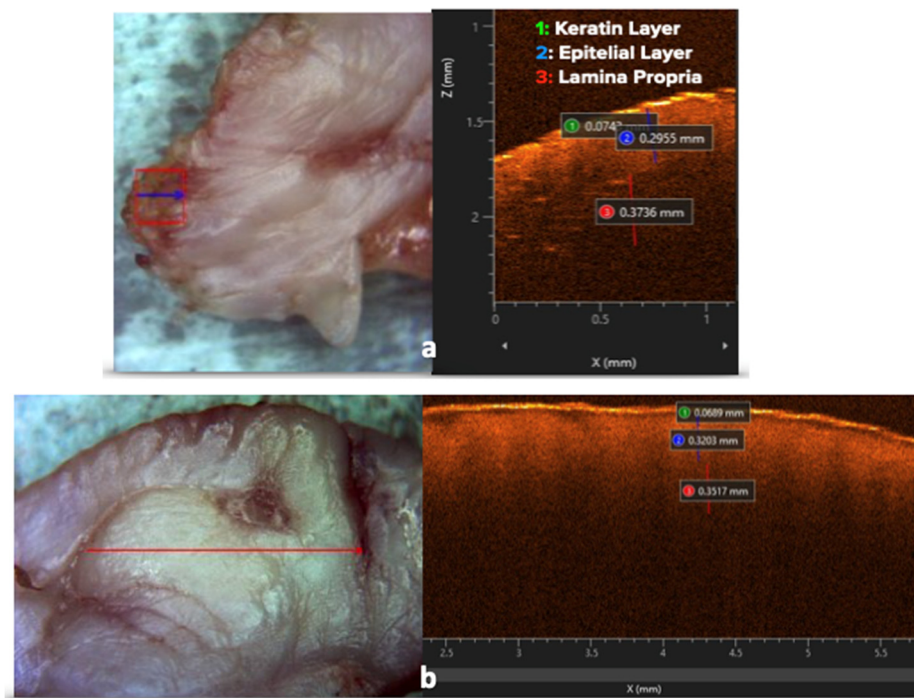 1: Keratin Layer
2: Epitelial Layer
3: Lamina Propria
Z (mm)
1
1.5
2
1 0.0743 mm
2 0.2955 mm
3 0.3736 mm
0
0.5
1
X (mm)
a
1 0.0689 mm
2 0.3203 mm
3 0.3517 mm
2.5
3
3.5
4
4.5
5
5.5
X (mm)
b